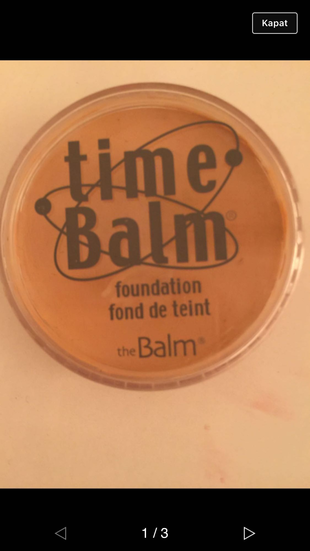 Kapat
time
Balm®
foundation
fond de teint
theBalm®
1 / 3